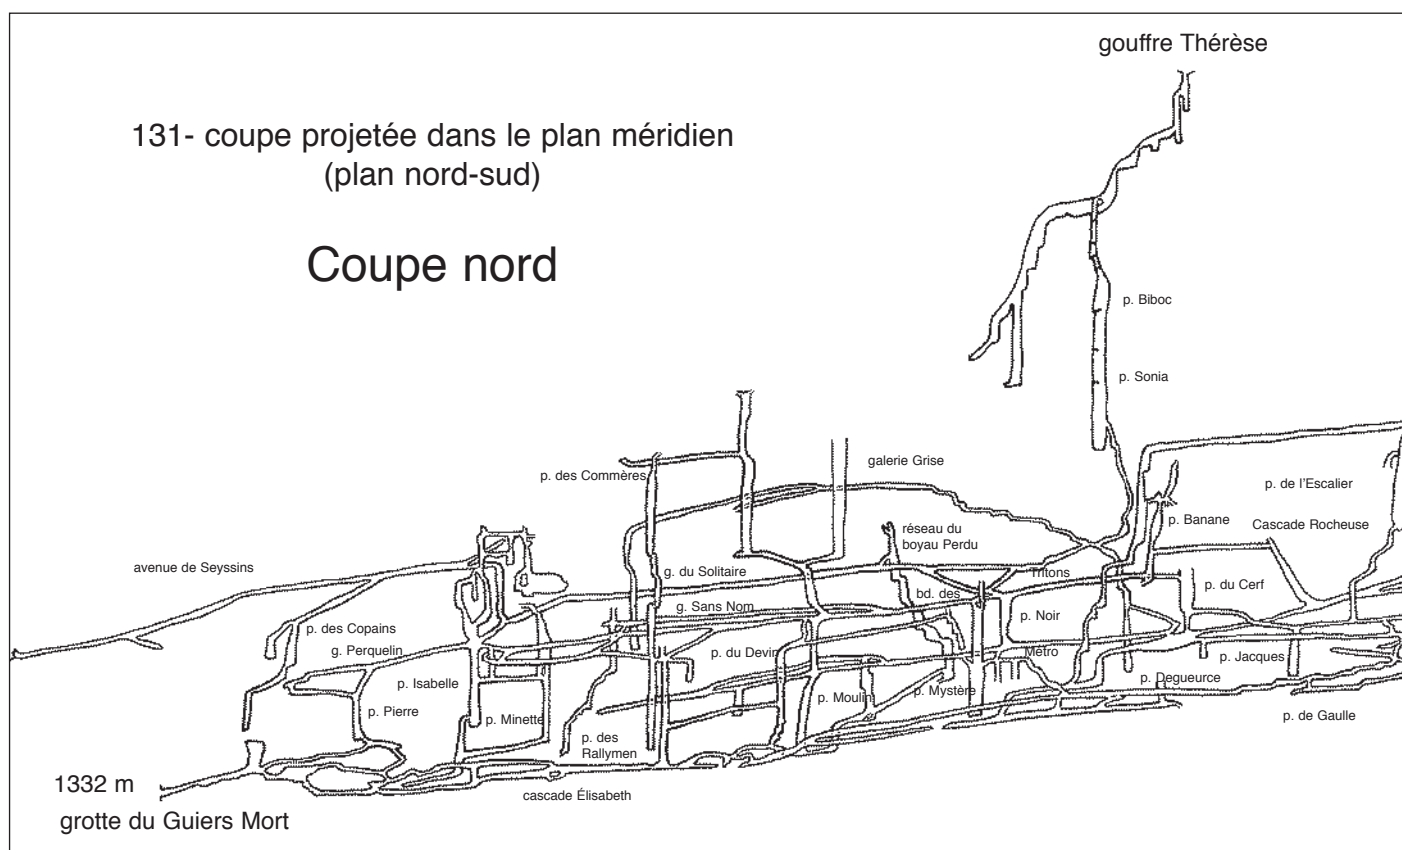 gouffre Thérèse
131- coupe projetée dans le plan méridien
(plan nord-sud)
Coupe nord
p. Biboc
p. Sonia
galerie Grise
p. des Commères
p. de l'Escalier
p. Banane
Cascade Rocheuse
réseau du
boyau Perdu
avenue de Seyssins
g. du Solitaire
Tritons
p. du Cerf
bd. des
g. Sans Nom
p. Noir
p. des Copains
g. Perquelin
p. du Devin
Métro
p. Jacques
p. Isabelle
p. Degueurce
p. Moulin
p. Mystère
p. Pierre
p. Minette
p. de Gaulle
p. des
Rallymen
1332 m
cascade Élisabeth
grotte du Guiers Mort